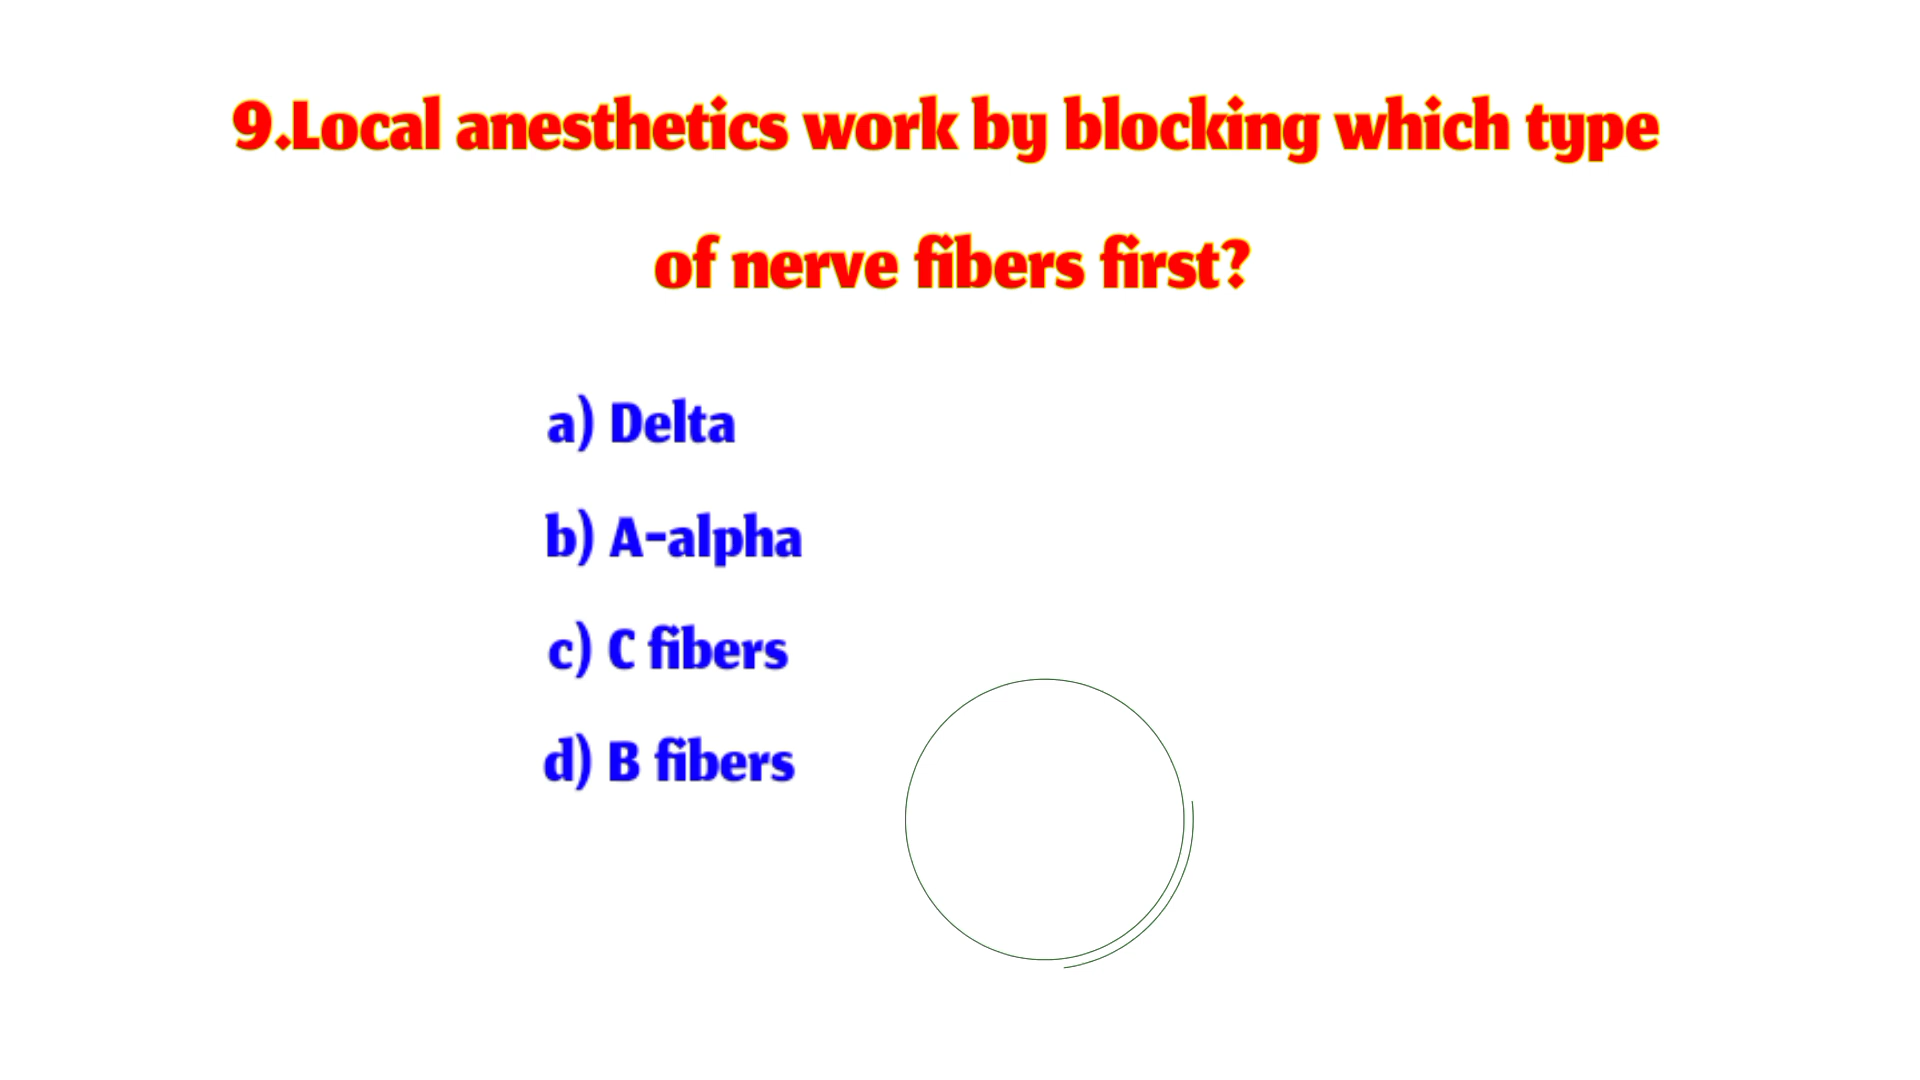 9.Local anesthetics work by blocking which type
of nerve fibers first?
a) Delta
b) A-alpha
c) C fibers
d) B fibers